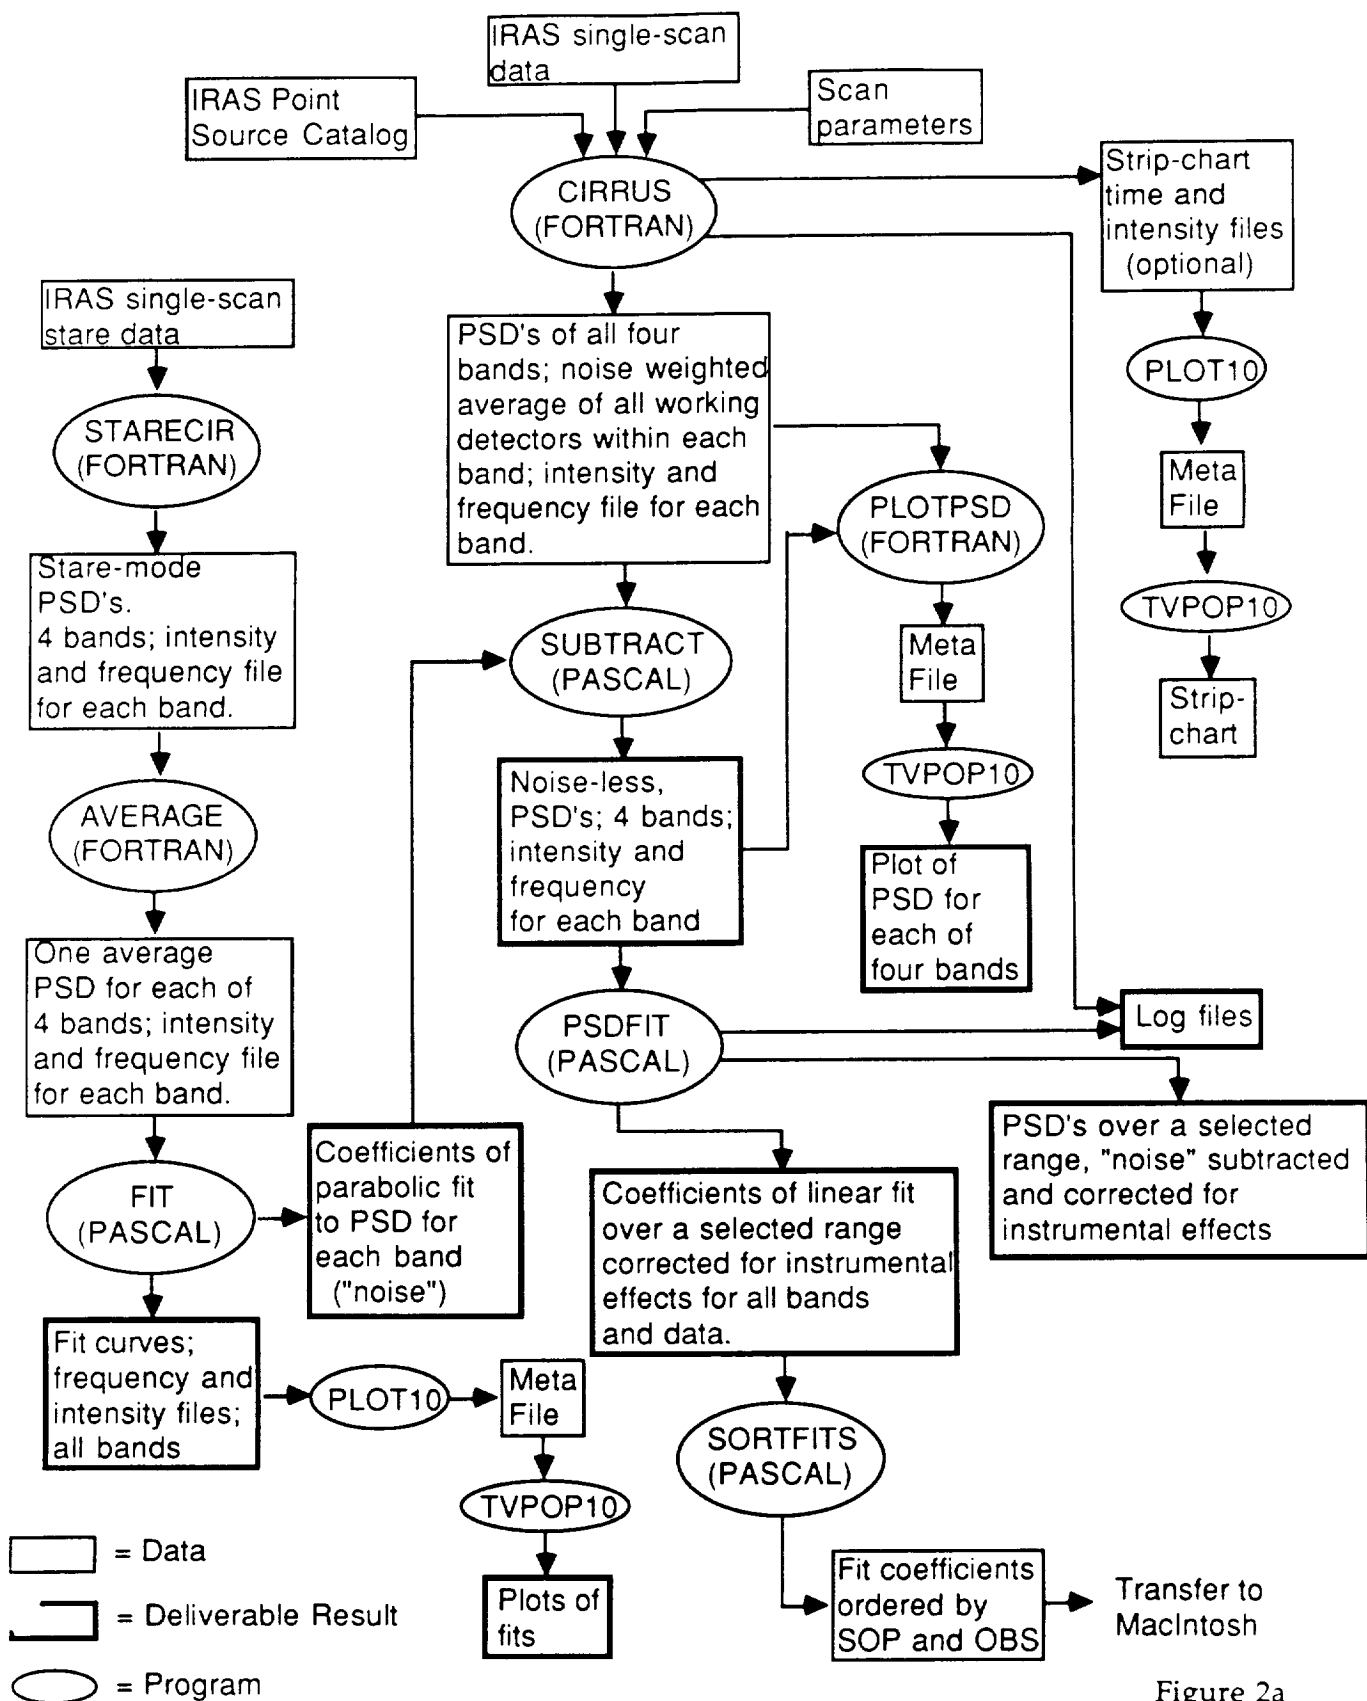 IRAS single-scan
data
IRAS Point
Source Catalog
Scan
parameters
CIRRUS
(FORTRAN)
Strip-chart
time and
intensity files
(optional)
PLOT10
Meta
File
TVPOP10
Strip-
chart
IRAS single-scan
stare data
STARECIR
(FORTRAN)
Stare-mode
PSD's.
4 bands; intensity
and frequency file
for each band.
AVERAGE
(FORTRAN)
One average
PSD for each of
4 bands; intensity
and frequency file
for each band.
FIT
(PASCAL)
Coefficients of
parabolic fit
to PSD for
each band
("noise")
Fit curves;
frequency and
intensity files;
all bands
PLOT10
Meta
File
TVPOP10
Plots of
fits
PSD's of all four
bands; noise weighted
average of all working
detectors within each
band; intensity and
frequency file for each
band.
PLOTPSD
(FORTRAN)
Meta
File
TVPOP10
Plot of
PSD for
each of
four bands
SUBTRACT
(PASCAL)
Noise-less,
PSD's; 4 bands;
intensity and
frequency
for each band
PSDFIT
(PASCAL)
Log files
PSD's over a selected
range, "noise" subtracted
and corrected for
instrumental effects
Coefficients of linear fit
over a selected range
corrected for instrumental
effects for all bands
and data.
SORTFITS
(PASCAL)
Fit coefficients
ordered by
SOP and OBS
Transfer to
MacIntosh
= Data
= Deliverable Result
= Program
Figure 2a